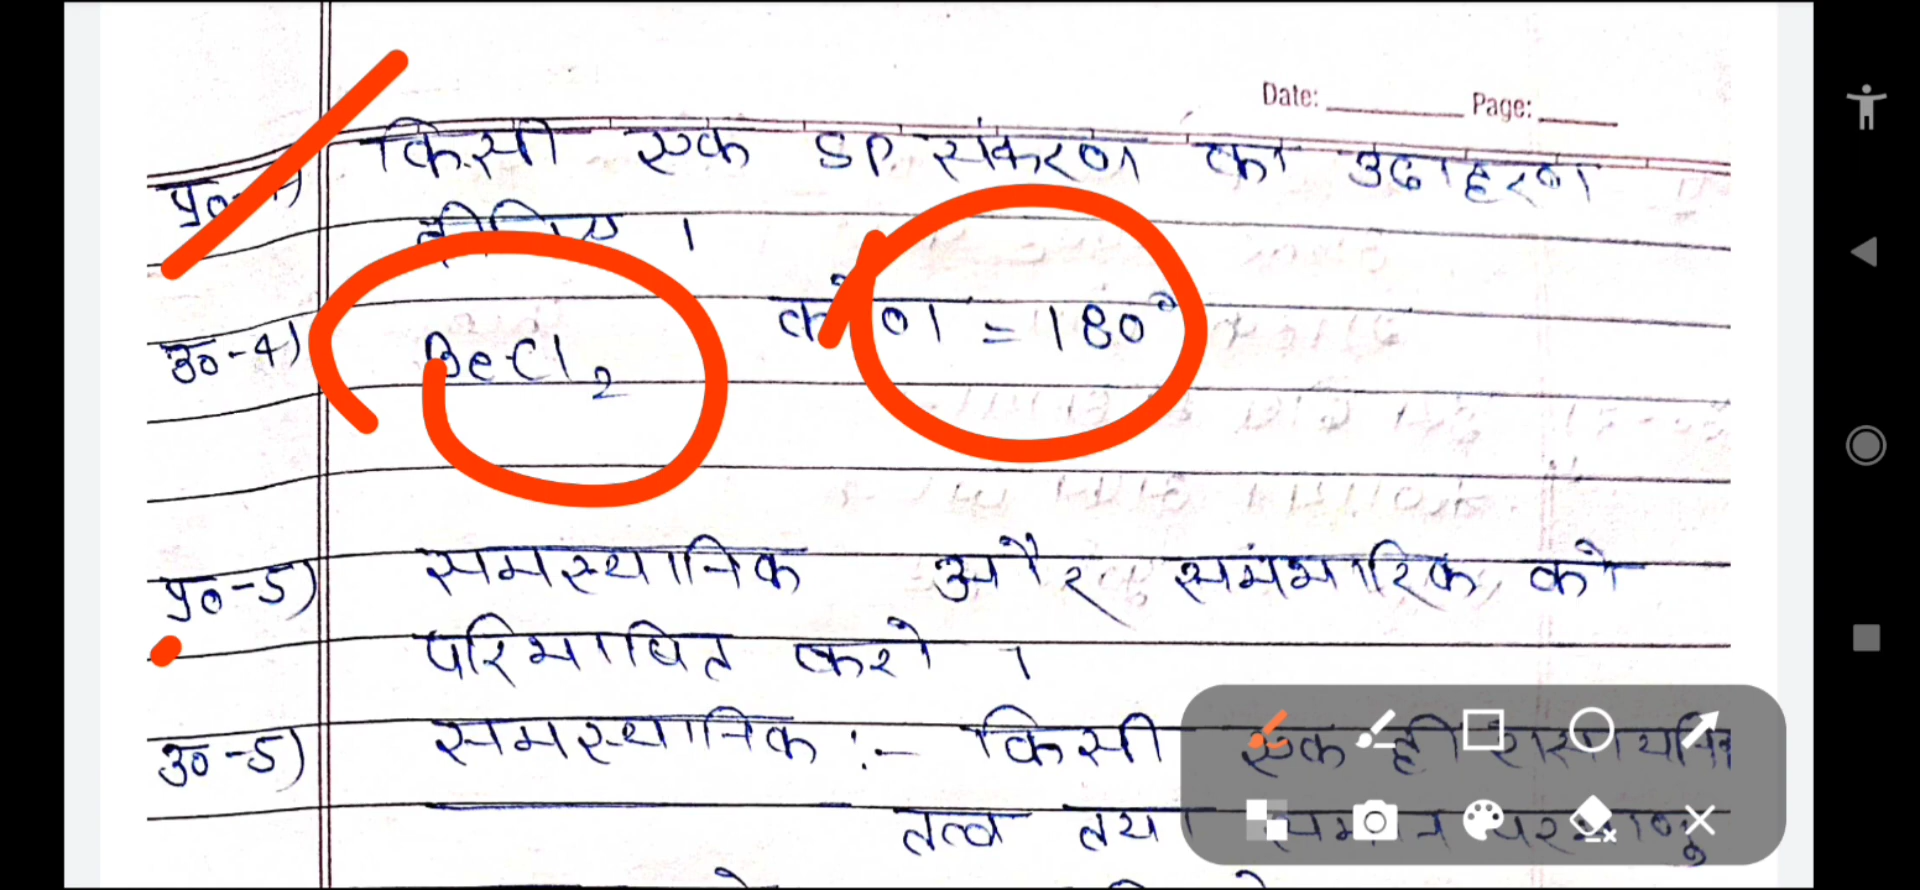 Date: Page:
प्र०-4) किसी एक SP संकरण का उदाहरण
दीजिए ।
उ०-4) BeCl2 कोण = 180°
प्र०-5) समस्थानिक और समंभारिक को
परिभाषित करो ।
उ०-5) समस्थानिक :- किसी एक ही रासायनिक
तत्व तथा समान परमाणु